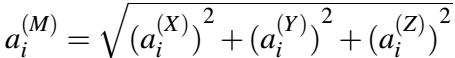 $a_i^{(M)} = \sqrt{(a_i^{(X)})^2 + (a_i^{(Y)})^2 + (a_i^{(Z)})^2}$